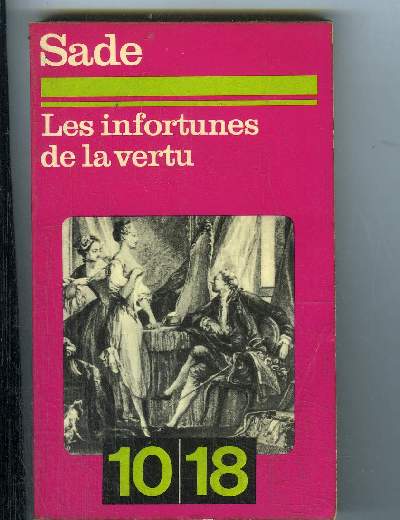 Sade
Les infortunes
de la vertu
10|18